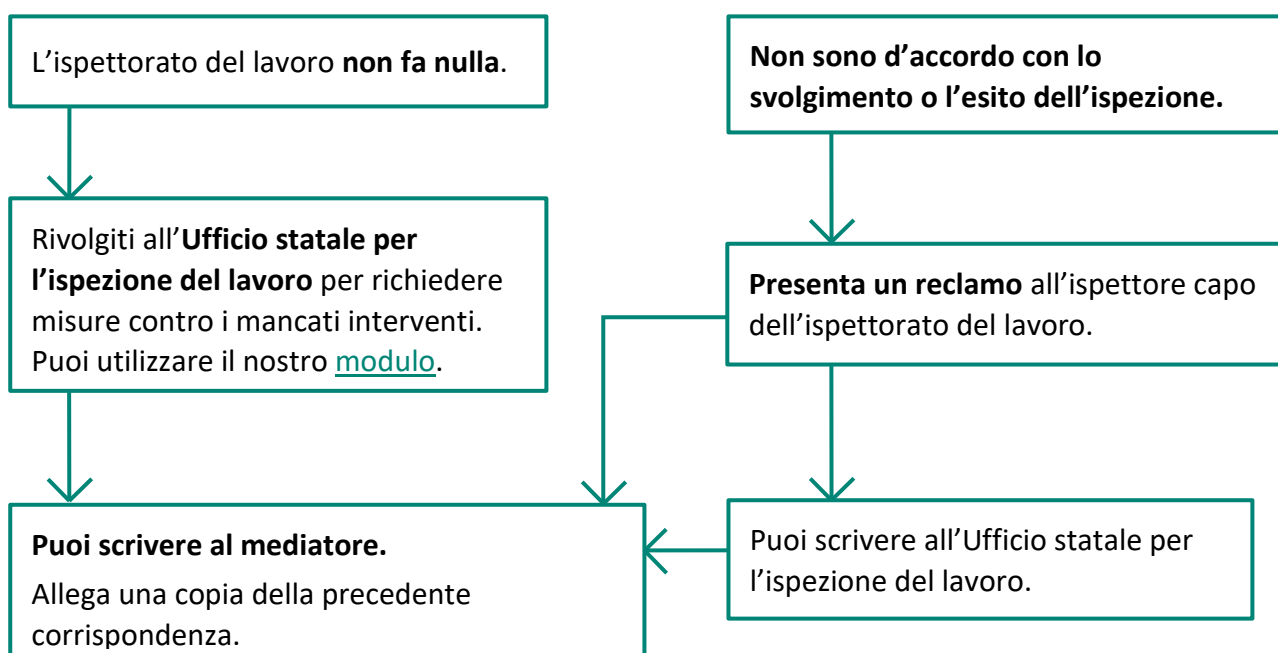 L’ispettorato del lavoro non fa nulla.
Rivolgiti all’Ufficio statale per
l’ispezione del lavoro per richiedere
misure contro i mancati interventi.
Puoi utilizzare il nostro modulo.
Non sono d’accordo con lo
svolgimento o l’esito dell’ispezione.
Presenta un reclamo all’ispettore capo
dell’ispettorato del lavoro.
Puoi scrivere all’Ufficio statale per
l’ispezione del lavoro.
Puoi scrivere al mediatore.
Allega una copia della precedente
corrispondenza.